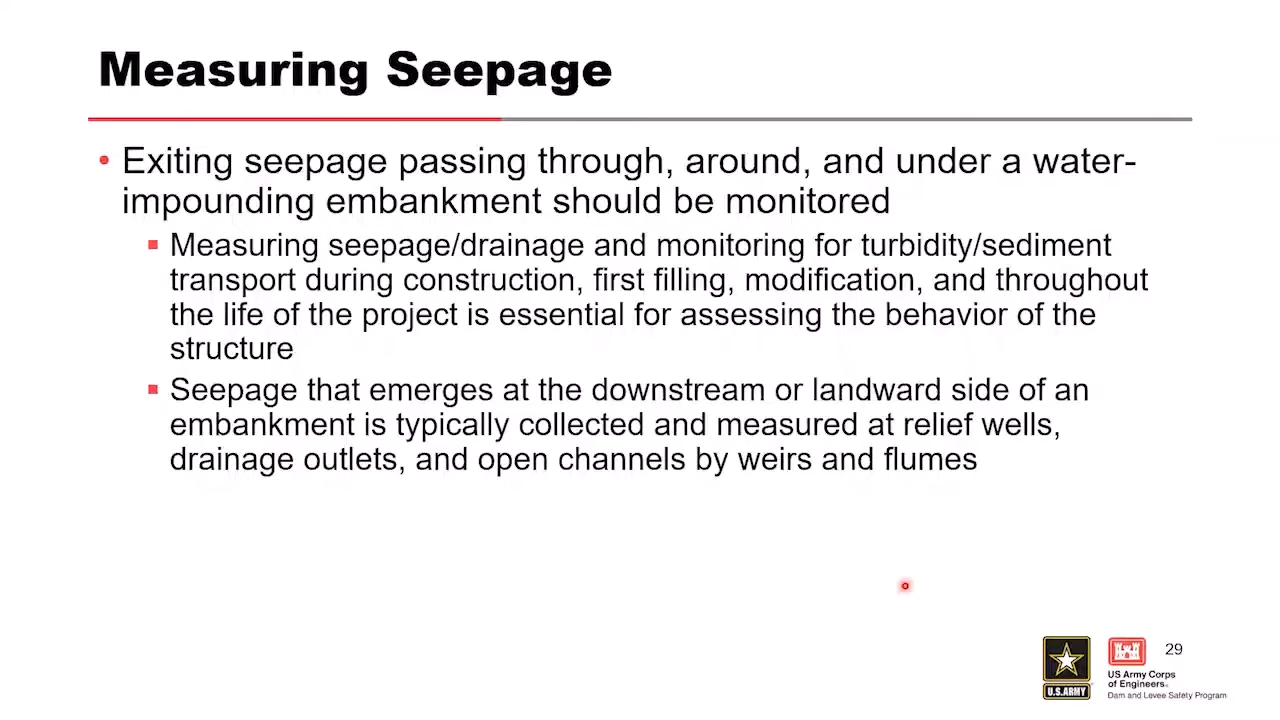 Measuring Seepage
• Exiting seepage passing through, around, and under a water-
impounding embankment should be monitored
▪ Measuring seepage/drainage and monitoring for turbidity/sediment
transport during construction, first filling, modification, and throughout
the life of the project is essential for assessing the behavior of the
structure
▪ Seepage that emerges at the downstream or landward side of an
embankment is typically collected and measured at relief wells,
drainage outlets, and open channels by weirs and flumes
29
U.S.ARMY
US Army Corps
of Engineers®
Dam and Levee Safety Program